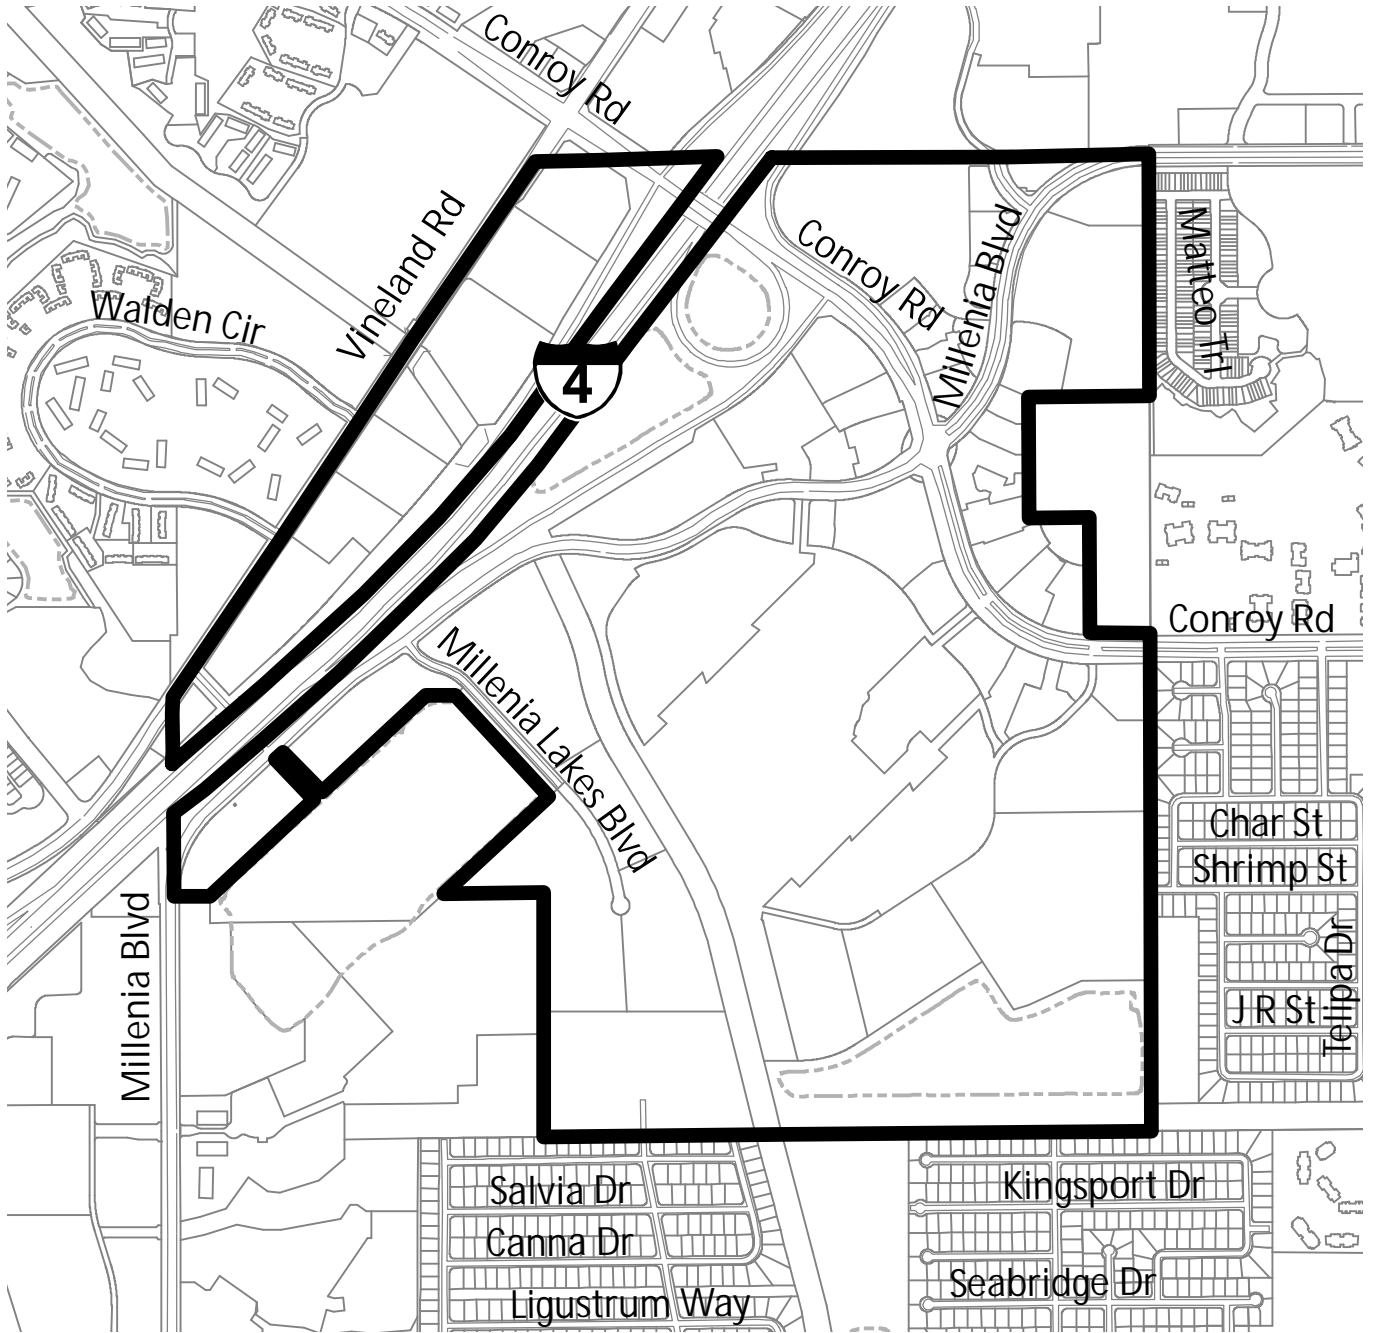 Conroy Rd
Vineland Rd
Walden Cir
Conroy Rd
Millenia Blvd
Matteo Trl
4
Conroy Rd
Millenia Lakes Blvd
Char St
Shrimp St
Millenia Blvd
J R St
Telipa Dr
Salvia Dr
Kingsport Dr
Canna Dr
Seabridge Dr
Ligustrum Way